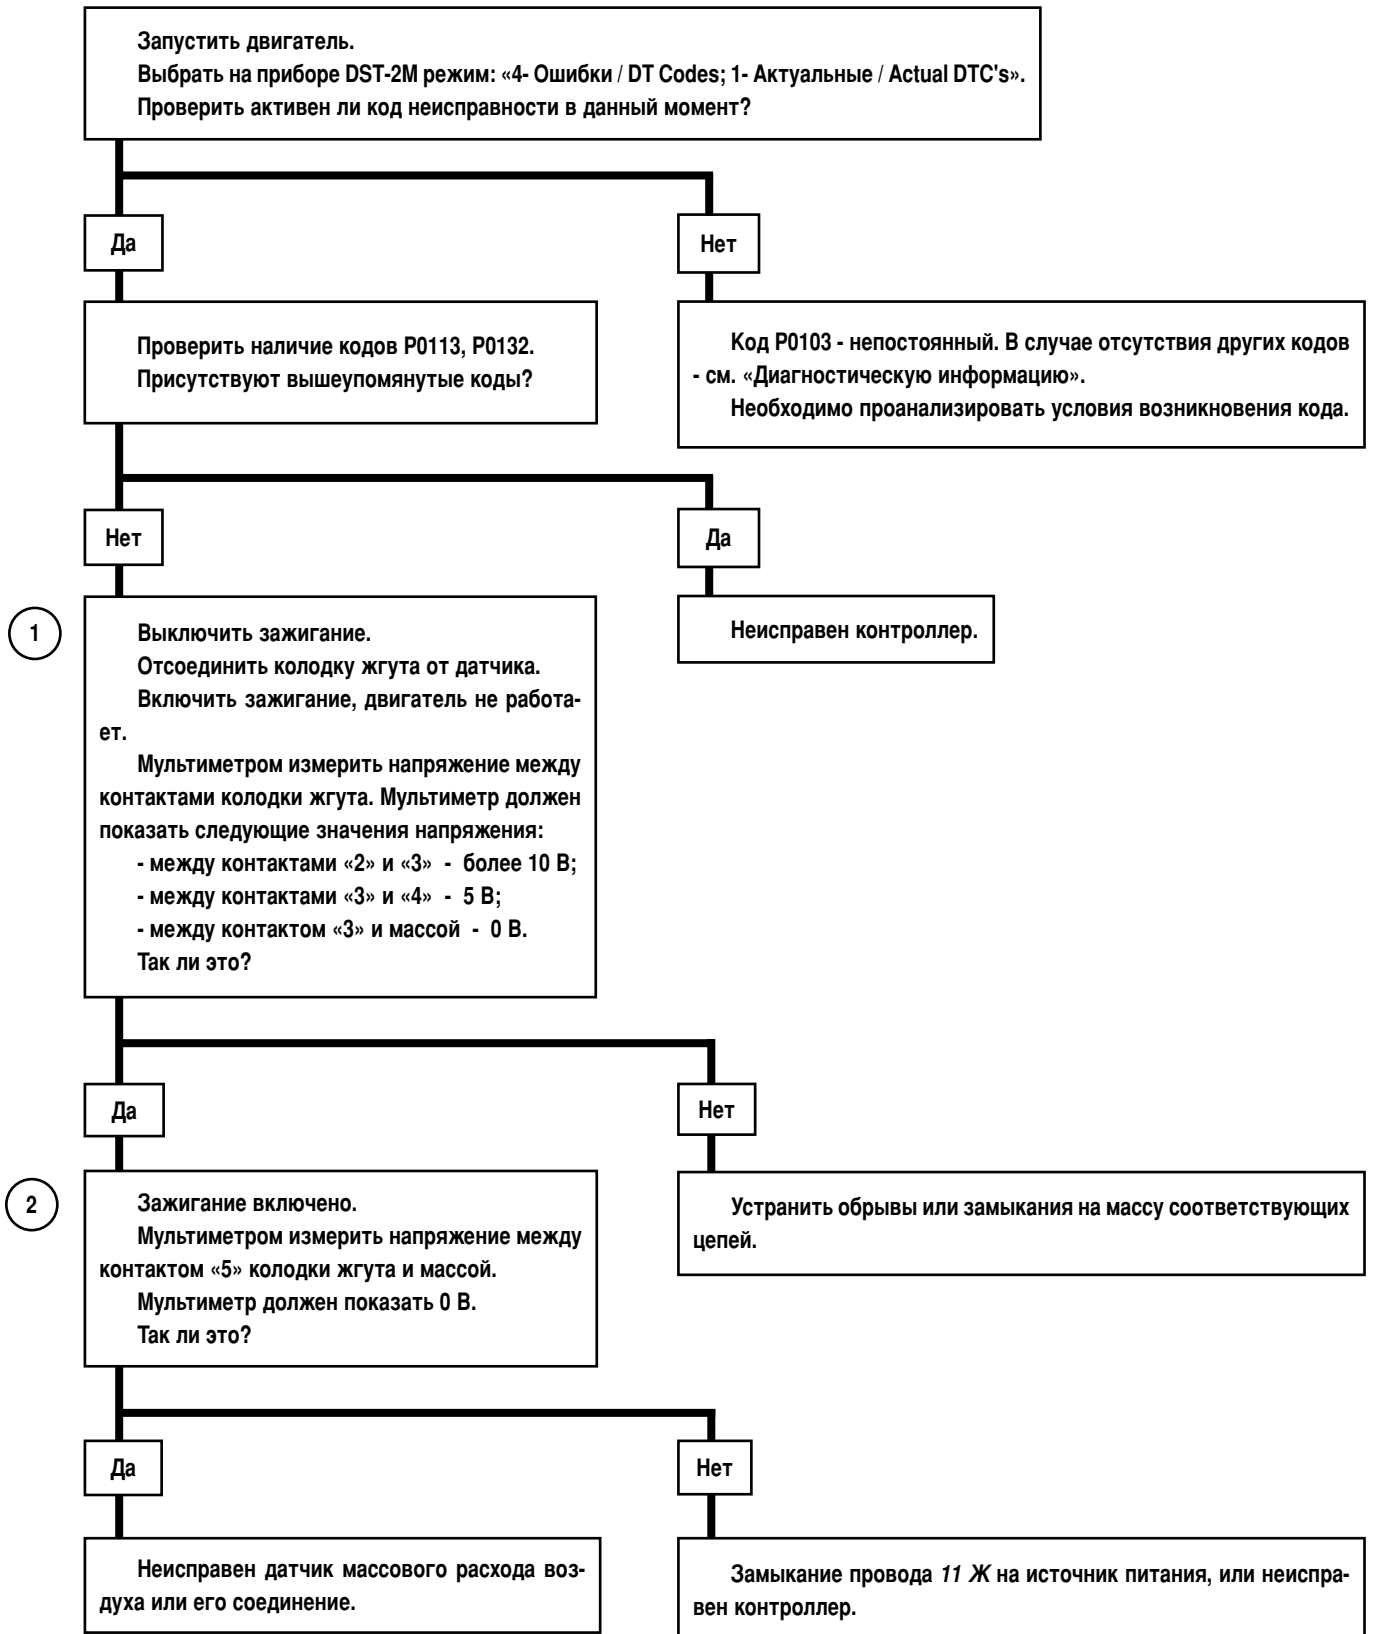 Запустить двигатель.
Выбрать на приборе DST-2M режим: «4- Ошибки / DT Codes; 1- Актуальные / Actual DTC's».
Проверить активен ли код неисправности в данный момент?
Да
Нет
Проверить наличие кодов P0113, P0132.
Присутствуют вышеупомянутые коды?
Код P0103 - непостоянный. В случае отсутствия других кодов
- см. «Диагностическую информацию».
Необходимо проанализировать условия возникновения кода.
Нет
Да
1
Выключить зажигание.
Отсоединить колодку жгута от датчика.
Включить зажигание, двигатель не работа-
ет.
Мультиметром измерить напряжение между
контактами колодки жгута. Мультиметр должен
показать следующие значения напряжения:
- между контактами «2» и «3» - более 10 В;
- между контактами «3» и «4» - 5 В;
- между контактом «3» и массой - 0 В.
Так ли это?
Неисправен контроллер.
Да
Нет
2
Зажигание включено.
Мультиметром измерить напряжение между
контактом «5» колодки жгута и массой.
Мультиметр должен показать 0 В.
Так ли это?
Устранить обрывы или замыкания на массу соответствующих
цепей.
Да
Нет
Неисправен датчик массового расхода воз-
духа или его соединение.
Замыкание провода 11 Ж на источник питания, или неиспра-
вен контроллер.